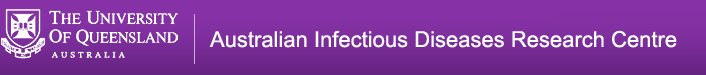 THE UNIVERSITY
OF QUEENSLAND
AUSTRALIA
Australian Infectious Diseases Research Centre